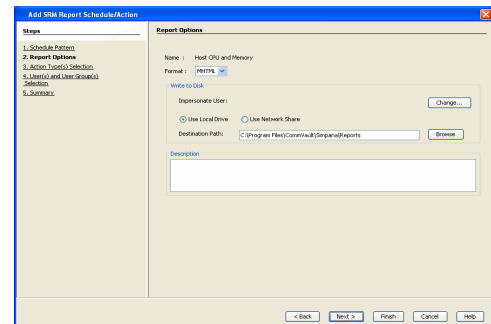 Add SRM Report Schedule/Action
Steps
1. Schedule Pattern
2. Report Options
3. Action Type(s) Selection
4. User(s) and User Group(s)
Selection
5. Summary
Report Options
Name : Host CPU and Memory
Format : MHTML
Write to Disk
Impersonate User:
Change...
Use Local Drive Use Network Share
Destination Path: C:\Program Files\CommVault\Simpana\Reports Browse
Description
< Back Next > Finish Cancel Help